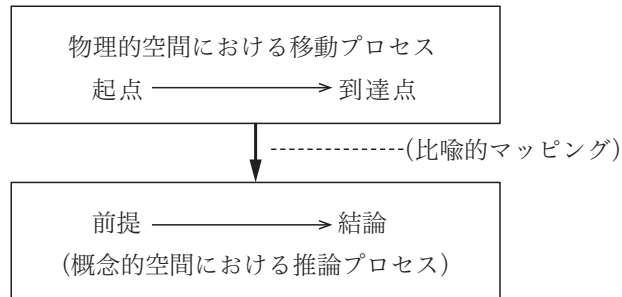 物理的空間における移動プロセス
起点 到達点
(比喩的マッピング)
前提 結論
(概念的空間における推論プロセス)